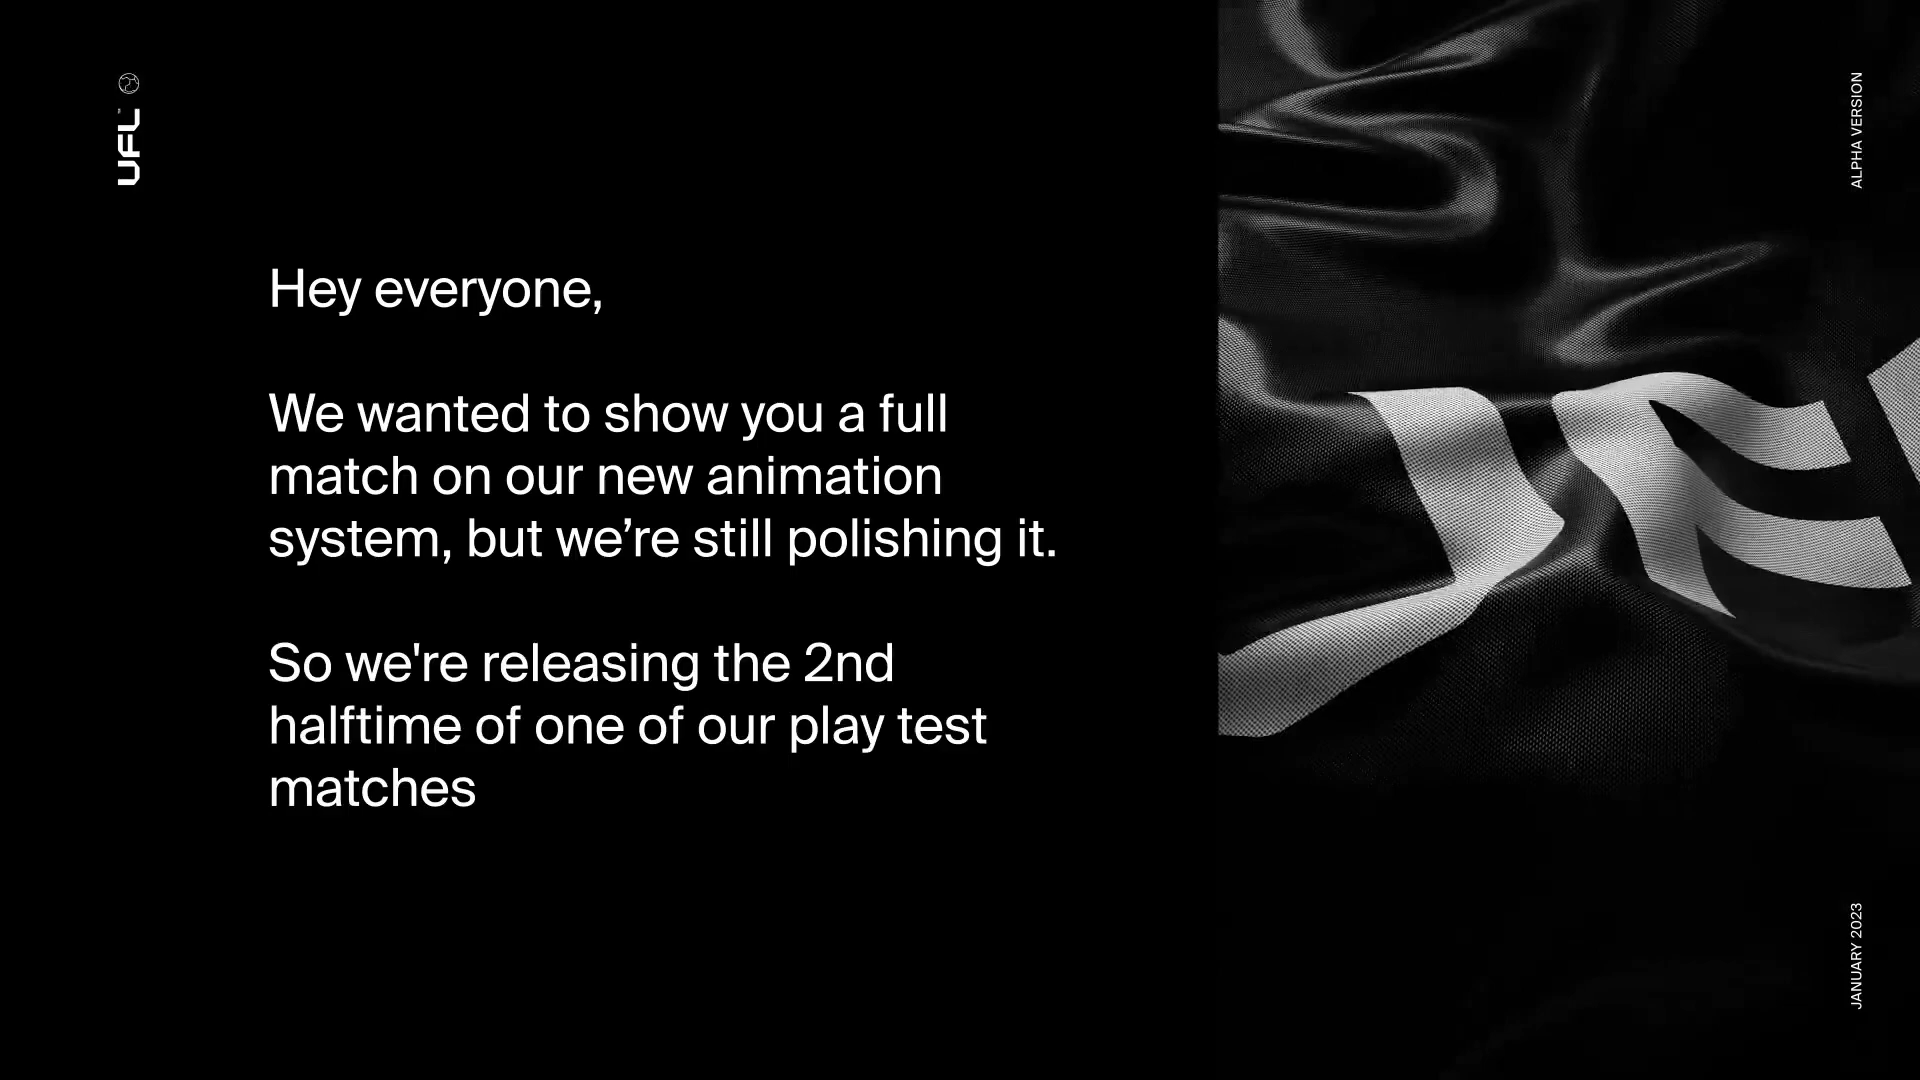 UFL™
ALPHA VERSION
Hey everyone,
We wanted to show you a full
match on our new animation
system, but we’re still polishing it.
So we're releasing the 2nd
halftime of one of our play test
matches
JANUARY 2023